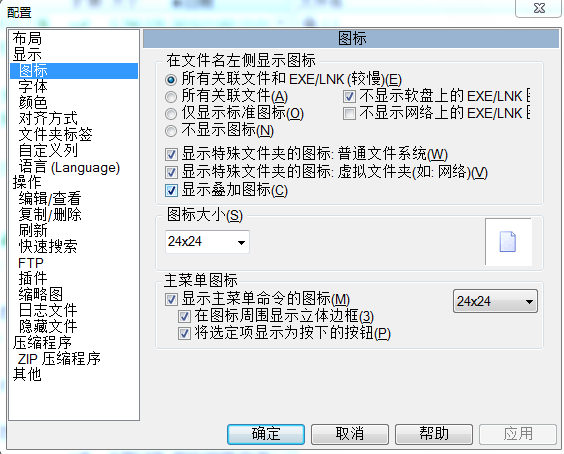 配置
布局
显示
图标
字体
颜色
对齐方式
文件夹标签
自定义列
语言 (Language)
操作
编辑/查看
复制/删除
刷新
快速搜索
FTP
插件
缩略图
日志文件
隐藏文件
压缩程序
ZIP 压缩程序
其他
图标
在文件名左侧显示图标
所有关联文件和 EXE/LNK (较慢)(E)
所有关联文件(A)
不显示软盘上的 EXE/LNK
仅显示标准图标(O)
不显示网络上的 EXE/LNK
不显示图标(N)
显示特殊文件夹的图标: 普通文件系统(W)
显示特殊文件夹的图标: 虚拟文件夹(如: 网络)(V)
显示叠加图标(C)
图标大小(S)
24x24
主菜单图标
显示主菜单命令的图标(M)
24x24
在图标周围显示立体边框(3)
将选定项显示为按下的按钮(P)
确定
取消
帮助
应用